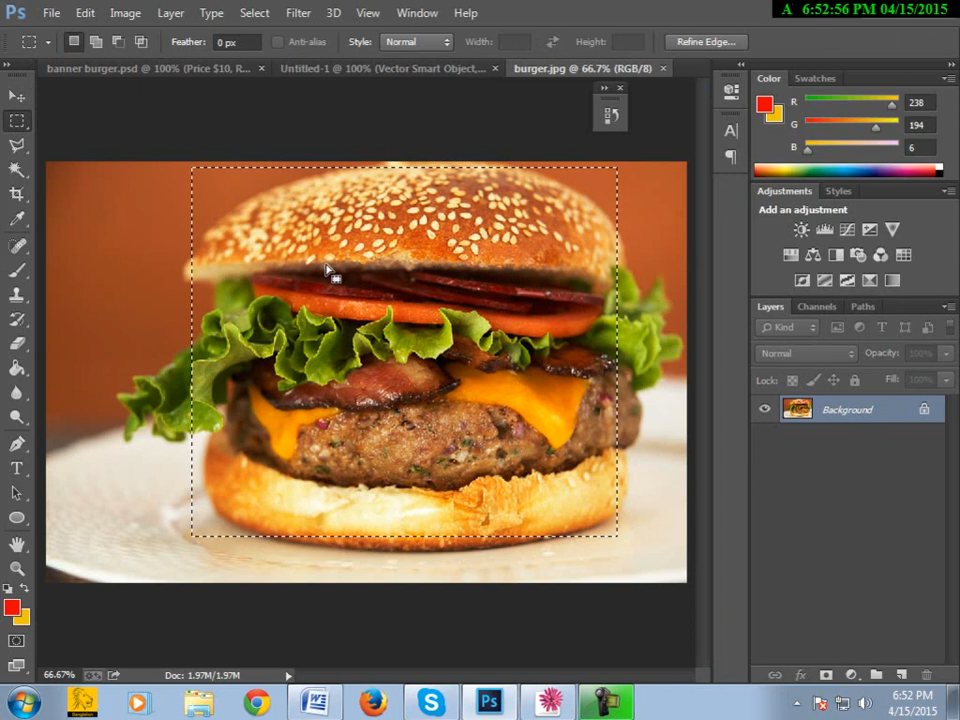 A 6:52:56 PM 04/15/2015
Ps File Edit Image Layer Type Select Filter 3D View Window Help
Feather: 0 px Anti-alias Style: Normal Width: Height: Refine Edge...
banner burger.psd @ 100% (Price $10, R... × Untitled-1 @ 100% (Vector Smart Object,... × burger.jpg @ 66.7% (RGB/8) ×
Color Swatches
R 238
G 194
B 6
Adjustments Styles
Add an adjustment
Layers Channels Paths
Kind
Normal Opacity: 100%
Lock: Fill: 100%
Background
66.67% Doc: 1.97M/1.97M
6:52 PM
4/15/2015